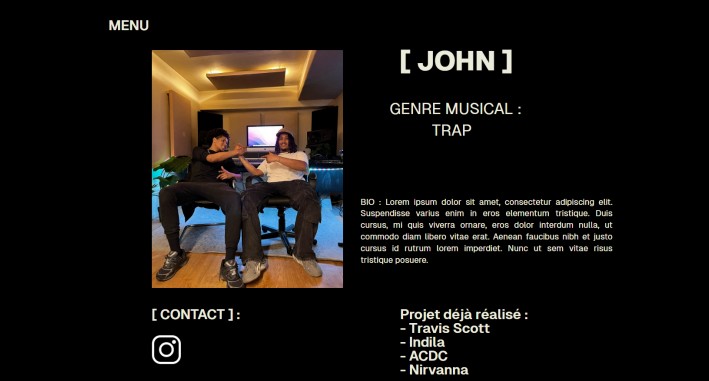 MENU
[ JOHN ]
GENRE MUSICAL :
TRAP
BIO : Lorem ipsum dolor sit amet, consectetur adipiscing elit.
Suspendisse varius enim in eros elementum tristique. Duis
cursus, mi quis viverra ornare, eros dolor interdum nulla, ut
commodo diam libero vitae erat. Aenean faucibus nibh et justo
cursus id rutrum lorem imperdiet. Nunc ut sem vitae risus
tristique posuere.
[ CONTACT ] :
Projet déjà réalisé :
- Travis Scott
- Indila
- ACDC
- Nirvanna